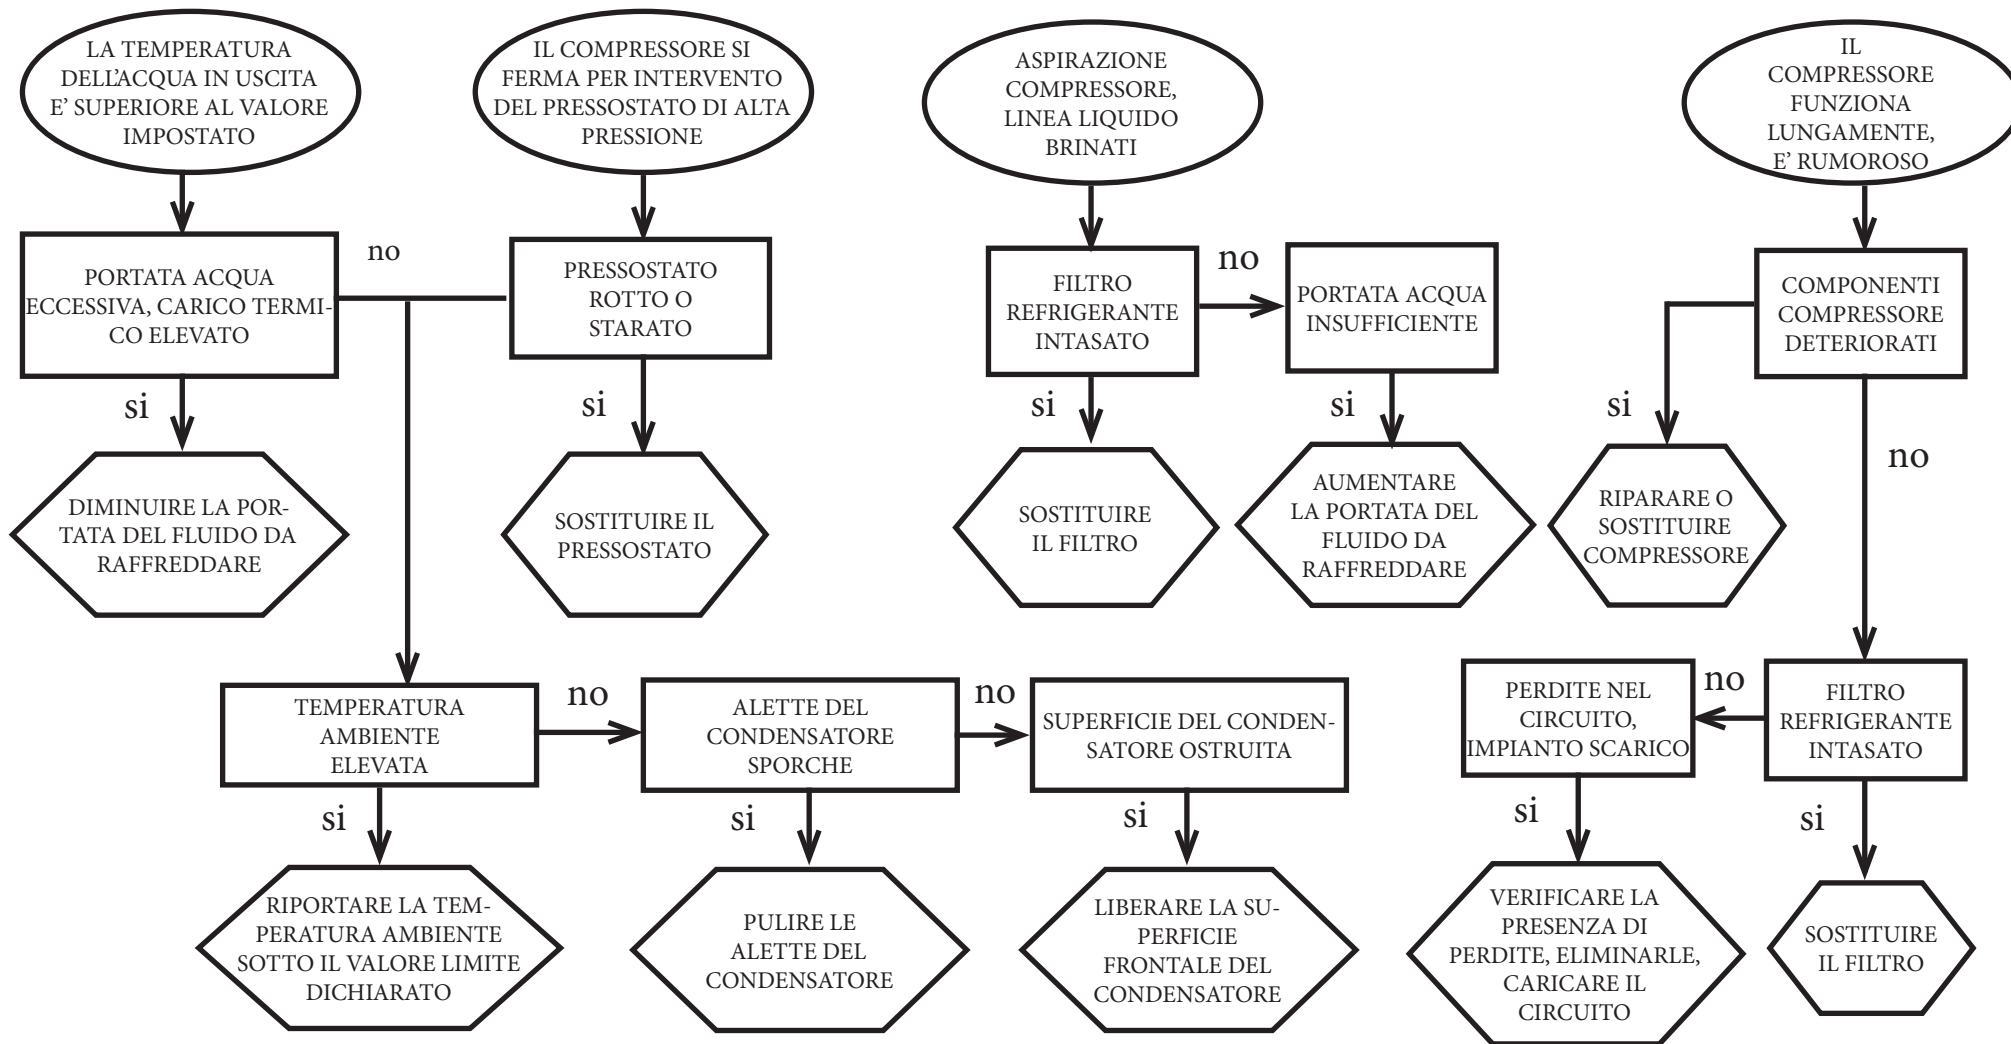 LA TEMPERATURA
DELL'ACQUA IN USCITA
E' SUPERIORE AL VALORE
IMPOSTATO
IL COMPRESSORE SI
FERMA PER INTERVENTO
DEL PRESSOSTATO DI ALTA
PRESSIONE
ASPIRAZIONE
COMPRESSORE,
LINEA LIQUIDO
BRINATI
IL
COMPRESSORE
FUNZIONA
LUNGAMENTE,
E' RUMOROSO
PORTATA ACQUA
ECCESSIVA, CARICO TERMI-
CO ELEVATO
no
PRESSOSTATO
ROTTO O
STARATO
FILTRO
REFRIGERANTE
INTASATO
no
PORTATA ACQUA
INSUFFICIENTE
COMPONENTI
COMPRESSORE
DETERIORATI
si
si
si
si
si
no
DIMINUIRE LA POR-
TATA DEL FLUIDO DA
RAFFREDDARE
SOSTITUIRE IL
PRESSOSTATO
SOSTITUIRE
IL FILTRO
AUMENTARE
LA PORTATA DEL
FLUIDO DA
RAFFREDDARE
RIPARARE O
SOSTITUIRE
COMPRESSORE
TEMPERATURA
AMBIENTE
ELEVATA
no
ALETTE DEL
CONDENSATORE
SPORCHE
no
SUPERFICIE DEL CONDEN-
SATORE OSTRUITA
PERDITE NEL
CIRCUITO,
IMPIANTO SCARICO
no
FILTRO
REFRIGERANTE
INTASATO
si
si
si
si
si
RIPORTARE LA TEM-
PERATURA AMBIENTE
SOTTO IL VALORE LIMITE
DICHIARATO
PULIRE LE
ALETTE DEL
CONDENSATORE
LIBERARE LA SU-
PERFICIE
FRONTALE DEL
CONDENSATORE
VERIFICARE LA
PRESENZA DI
PERDITE, ELIMINARLE,
CARICARE IL
CIRCUITO
SOSTITUIRE
IL FILTRO